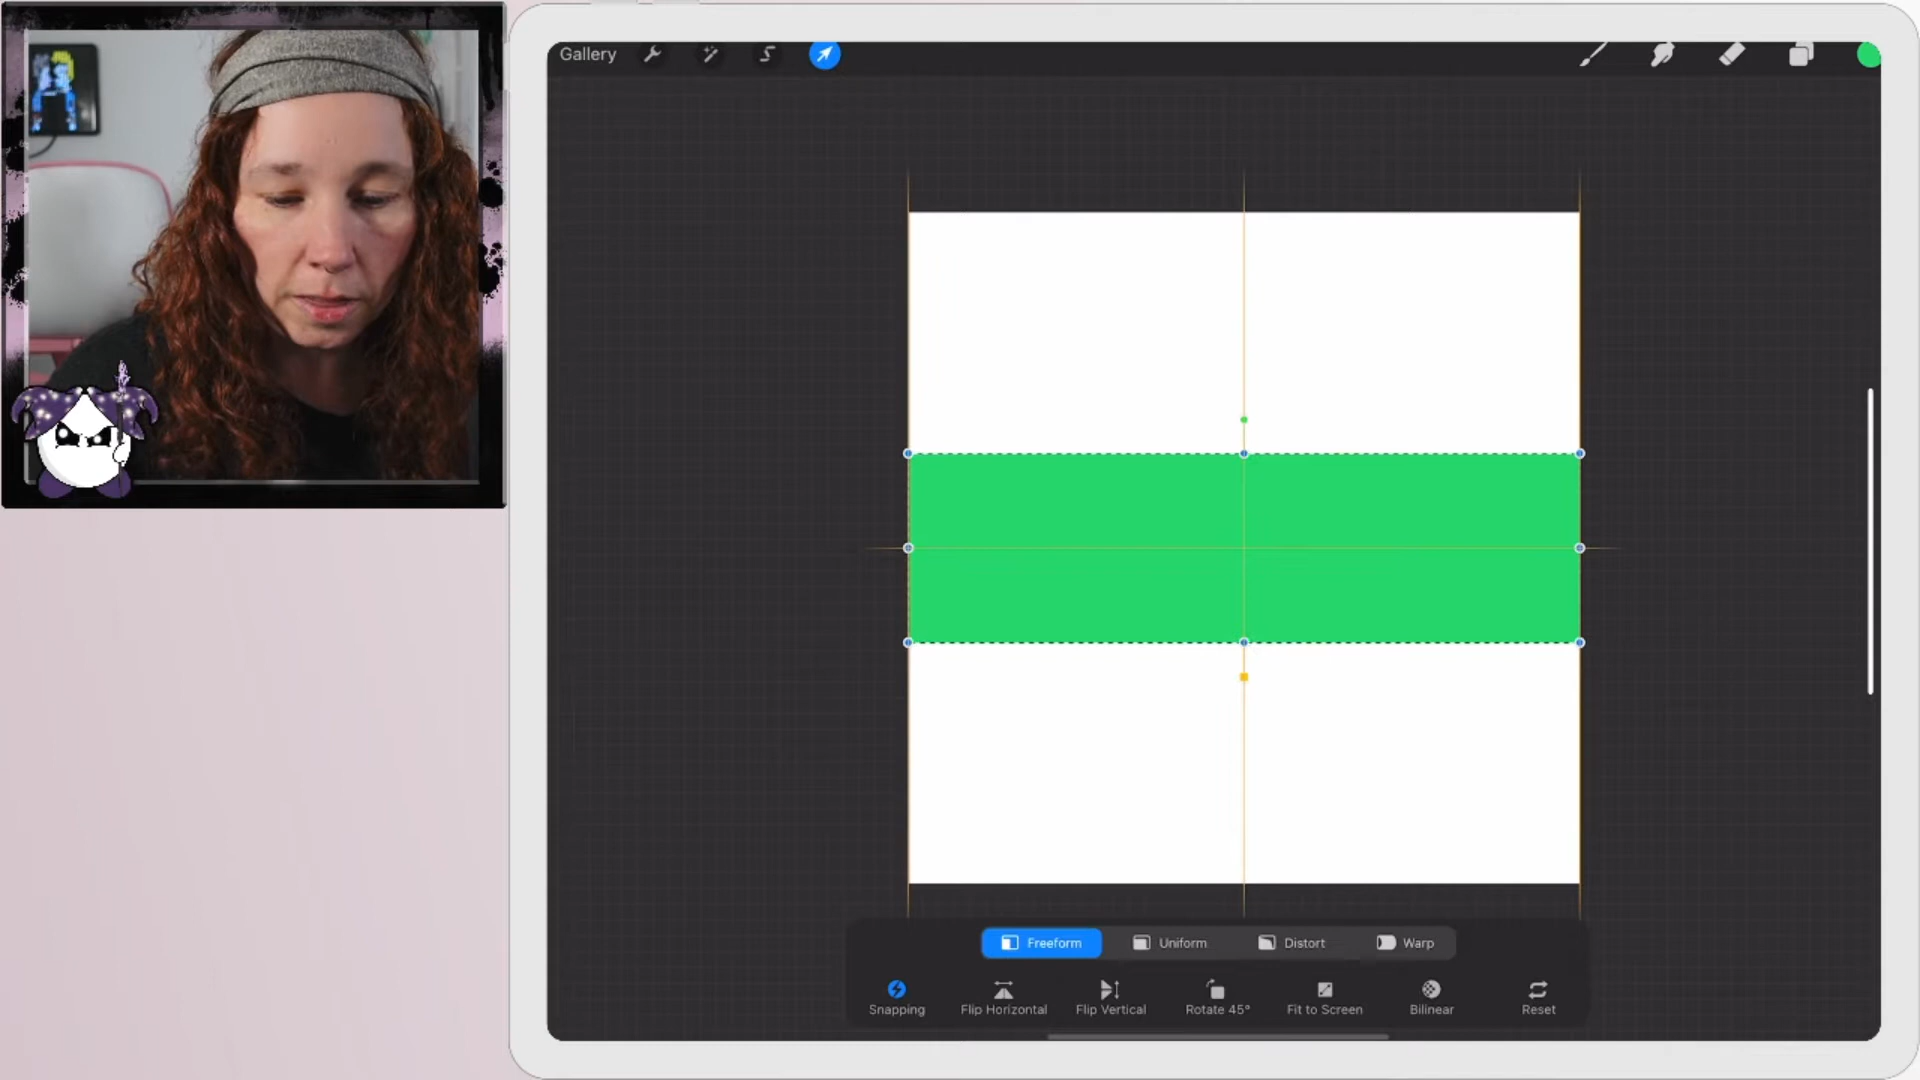 Gallery
Freeform Uniform Distort Warp
Snapping Flip Horizontal Flip Vertical Rotate 45° Fit to Screen Bilinear Reset